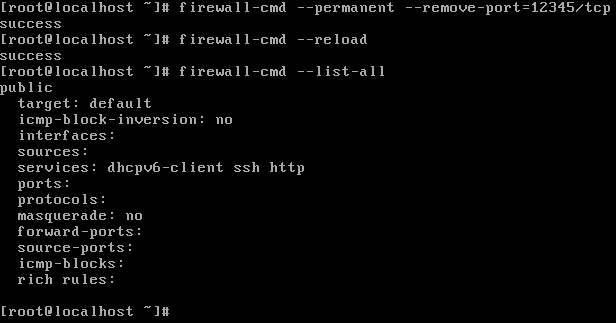 [root@localhost ~]# firewall-cmd --permanent --remove-port=12345/tcp
success
[root@localhost ~]# firewall-cmd --reload
success
[root@localhost ~]# firewall-cmd --list-all
public
  target: default
  icmp-block-inversion: no
  interfaces:
  sources:
  services: dhcpv6-client ssh http
  ports:
  protocols:
  masquerade: no
  forward-ports:
  source-ports:
  icmp-blocks:
  rich rules:

[root@localhost ~]#